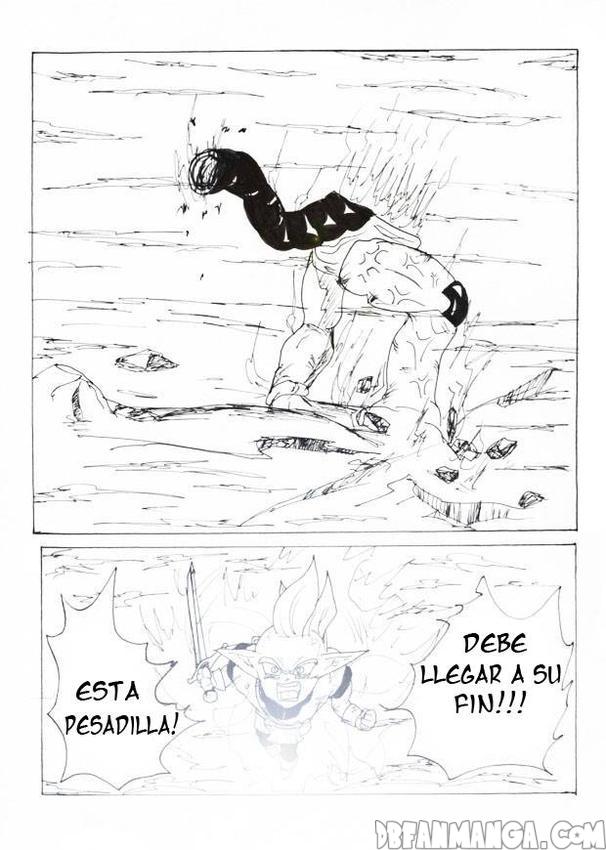 ESTA
PESADILLA!
DEBE
LLEGAR A SU
FIN!!!
DBFANMANGA.COM